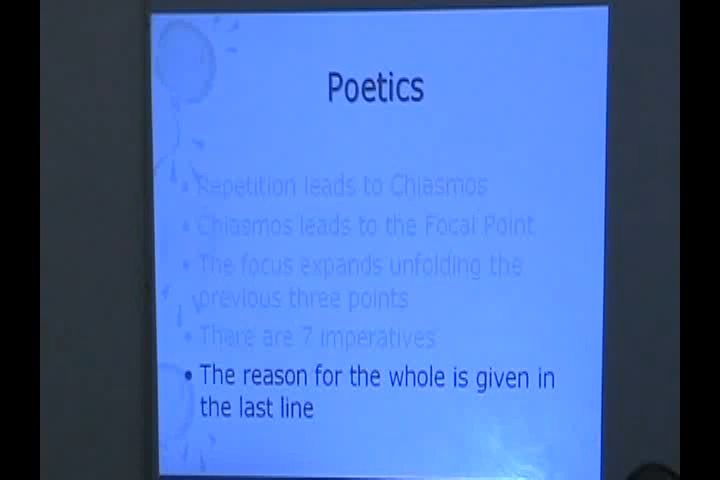 Poetics
• Repetition leads to Chiasmos
• Chiasmos leads to the Focal Point
• The focus expands unfolding the
previous three points
• There are 7 imperatives
• The reason for the whole is given in
the last line